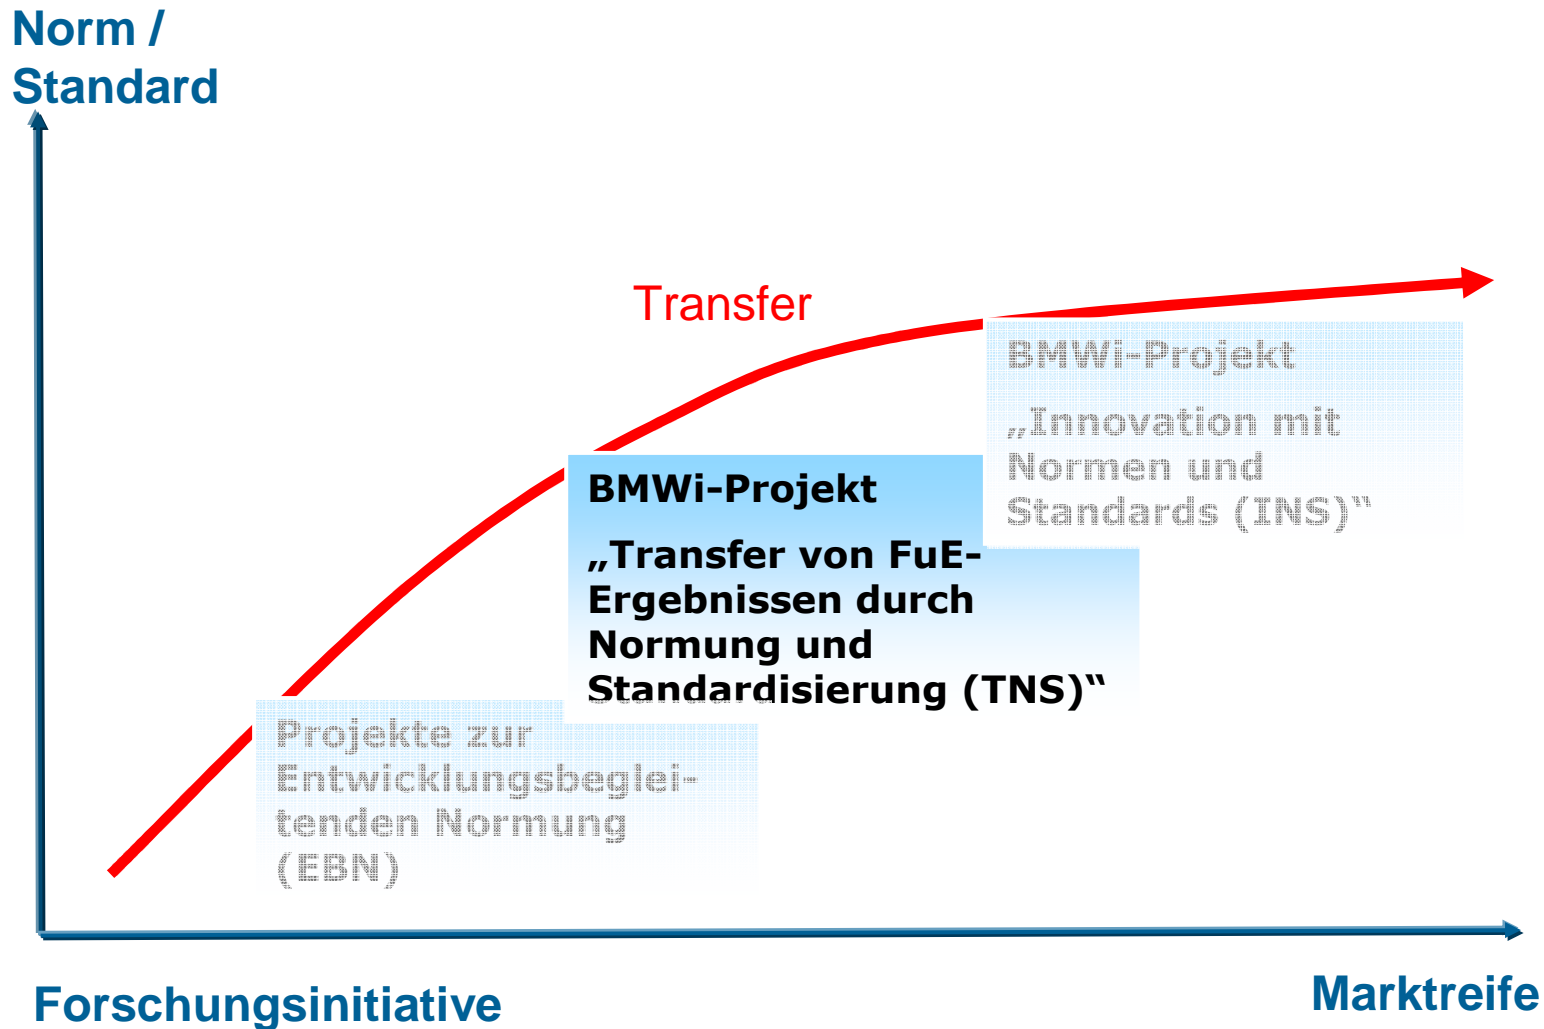 Norm /
Standard
Transfer
BMWi-Projekt
„Innovation mit
Normen und
Standards (INS)“
BMWi-Projekt
„Transfer von FuE-
Ergebnissen durch
Normung und
Standardisierung (TNS)“
Projekte zur
Entwicklungsbeglei-
tenden Normung
(EBN)
Forschungsinitiative
Marktreife